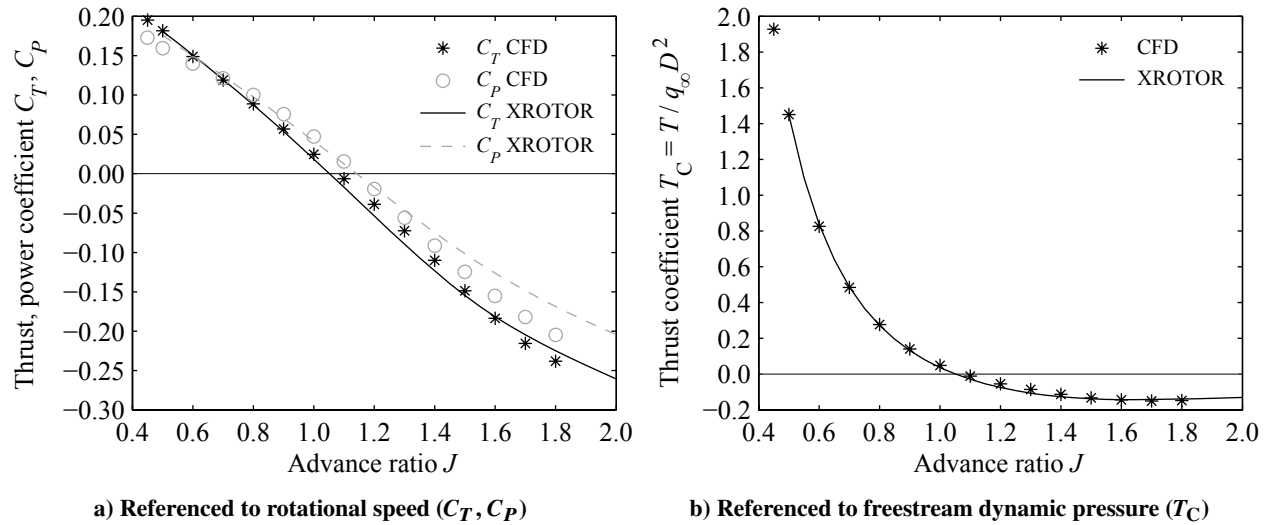 Thrust, power coefficient C_T, C_P
0.20
0.15
0.10
0.05
0.00
−0.05
−0.10
−0.15
−0.20
−0.25
−0.30
0.4 0.6 0.8 1.0 1.2 1.4 1.6 1.8 2.0
Advance ratio J
C_T CFD
C_P CFD
C_T XROTOR
C_P XROTOR
a) Referenced to rotational speed (C_T, C_P)
Thrust coefficient T_C = T / q_∞ D^2
2.0
1.8
1.6
1.4
1.2
1.0
0.8
0.6
0.4
0.2
0.0
−0.2
0.4 0.6 0.8 1.0 1.2 1.4 1.6 1.8 2.0
Advance ratio J
CFD
XROTOR
b) Referenced to freestream dynamic pressure (T_C)